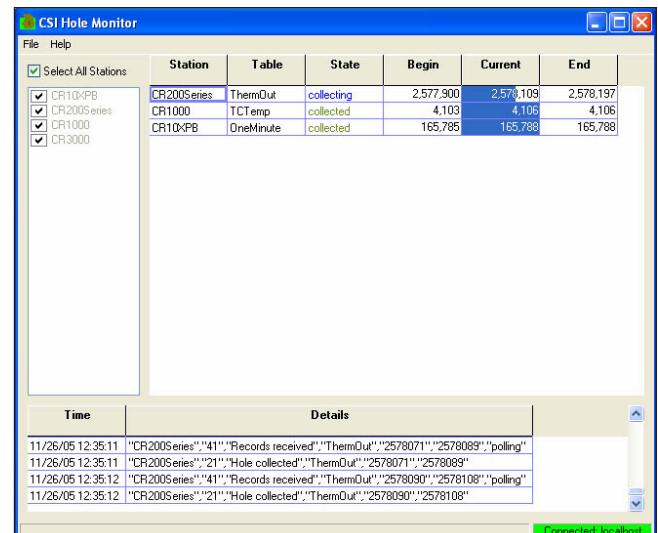 CSI Hole Monitor
File Help
Select All Stations
CR10XPB
CR200Series
CR1000
CR3000
Station Table State Begin Current End
CR200Series ThermOut collecting 2,577,900 2,578,109 2,578,197
CR1000 TCTemp collected 4,103 4,106 4,106
CR10XPB OneMinute collected 165,785 165,788 165,788
Time Details
11/26/05 12:35:11 "CR200Series","41","Records received","ThermOut","2578071","2578089","polling"
11/26/05 12:35:11 "CR200Series","21","Hole collected","ThermOut","2578071","2578089"
11/26/05 12:35:12 "CR200Series","41","Records received","ThermOut","2578090","2578108","polling"
11/26/05 12:35:12 "CR200Series","21","Hole collected","ThermOut","2578090","2578108"
Connected: localhost